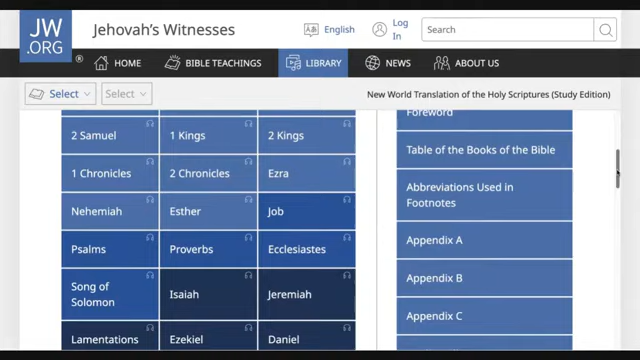 JW
.ORG
®
Jehovah's Witnesses
English
Log
In
Search
HOME
BIBLE TEACHINGS
LIBRARY
NEWS
ABOUT US
Select
Select
New World Translation of the Holy Scriptures (Study Edition)
2 Samuel
1 Kings
2 Kings
1 Chronicles
2 Chronicles
Ezra
Nehemiah
Esther
Job
Psalms
Proverbs
Ecclesiastes
Song of
Solomon
Isaiah
Jeremiah
Lamentations
Ezekiel
Daniel
Foreword
Table of the Books of the Bible
Abbreviations Used in
Footnotes
Appendix A
Appendix B
Appendix C